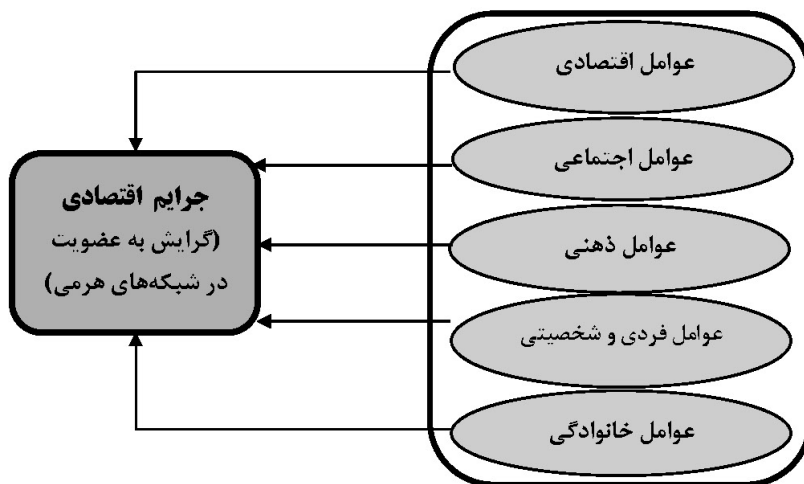 عوامل اقتصادی
عوامل اجتماعی
عوامل ذهنی
عوامل فردی و شخصیتی
عوامل خانوادگی
جرایم اقتصادی
(گرایش به عضویت
در شبکه‌های هرمی)